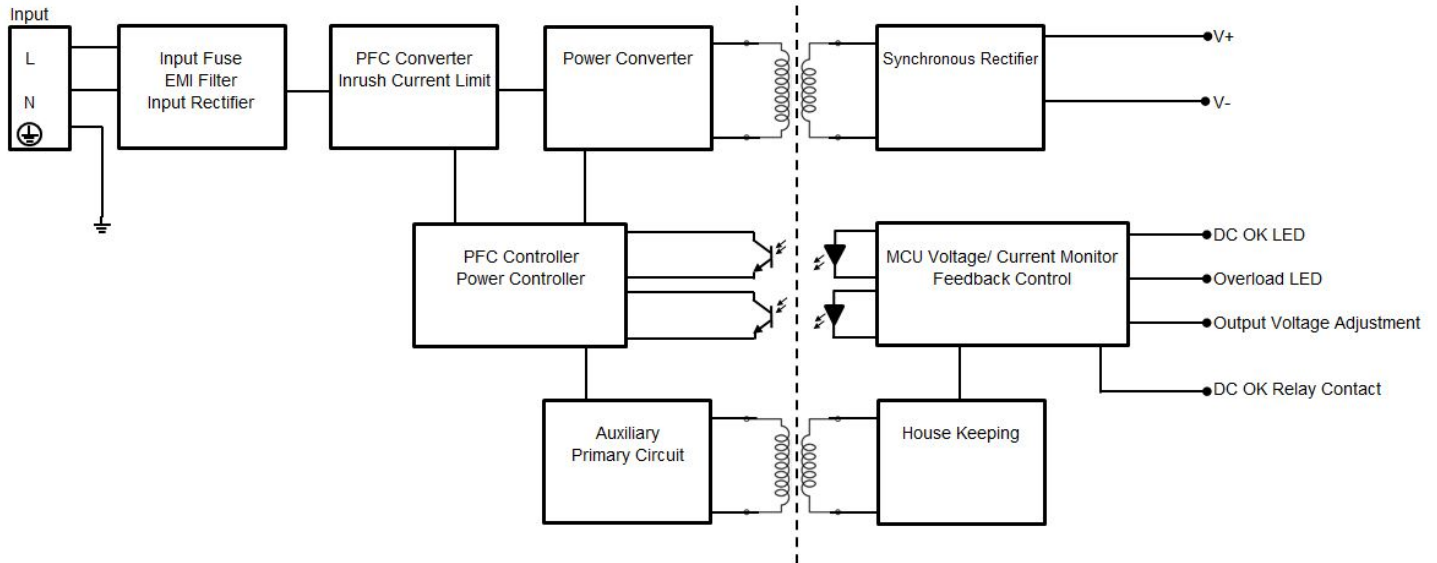 Input
L
N
Input Fuse
EMI Filter
Input Rectifier
PFC Converter
Inrush Current Limit
Power Converter
Synchronous Rectifier
V+
V-
PFC Controller
Power Controller
MCU Voltage/ Current Monitor
Feedback Control
DC OK LED
Overload LED
Output Voltage Adjustment
DC OK Relay Contact
Auxiliary
Primary Circuit
House Keeping